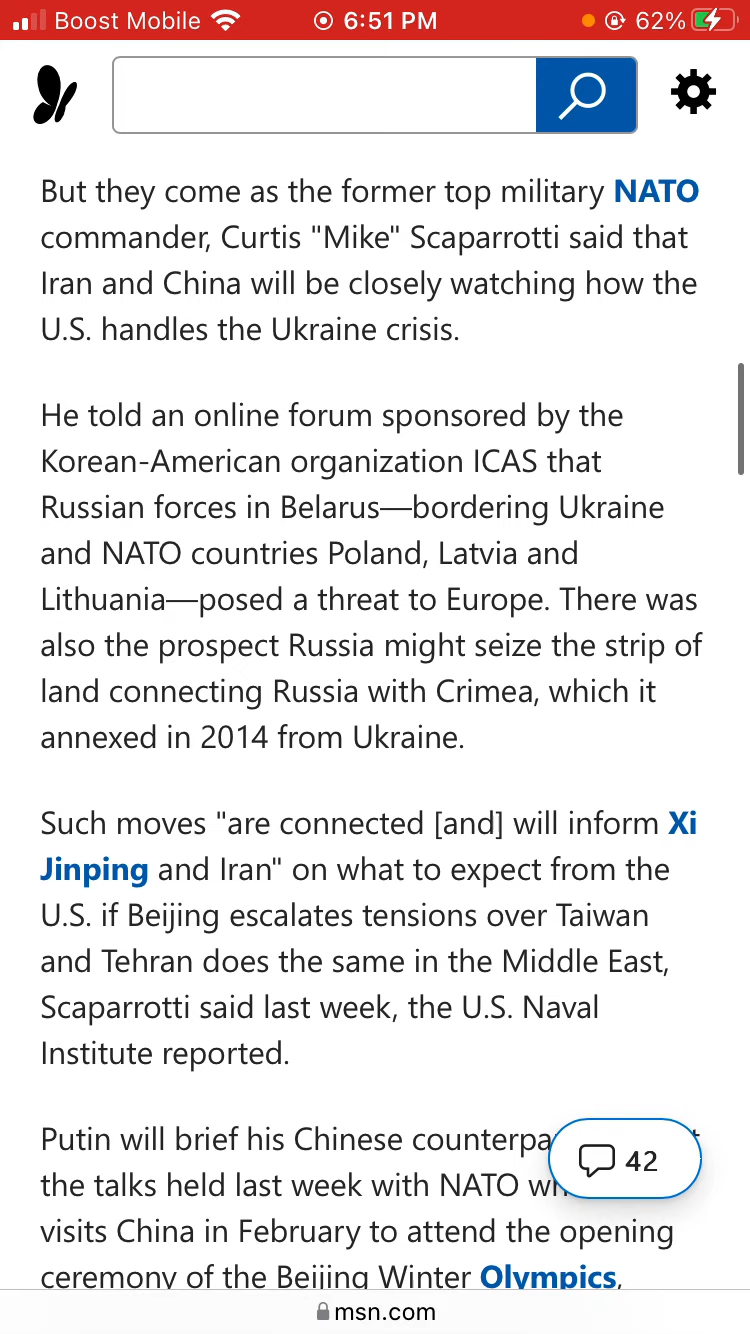 Boost Mobile 6:51 PM 62%
But they come as the former top military NATO
commander, Curtis "Mike" Scaparrotti said that
Iran and China will be closely watching how the
U.S. handles the Ukraine crisis.
He told an online forum sponsored by the
Korean-American organization ICAS that
Russian forces in Belarus—bordering Ukraine
and NATO countries Poland, Latvia and
Lithuania—posed a threat to Europe. There was
also the prospect Russia might seize the strip of
land connecting Russia with Crimea, which it
annexed in 2014 from Ukraine.
Such moves "are connected [and] will inform Xi
Jinping and Iran" on what to expect from the
U.S. if Beijing escalates tensions over Taiwan
and Tehran does the same in the Middle East,
Scaparrotti said last week, the U.S. Naval
Institute reported.
Putin will brief his Chinese
42
the talks held last week with NATO
visits China in February to attend the opening
ceremony of the Beijing Winter Olympics,
msn.com